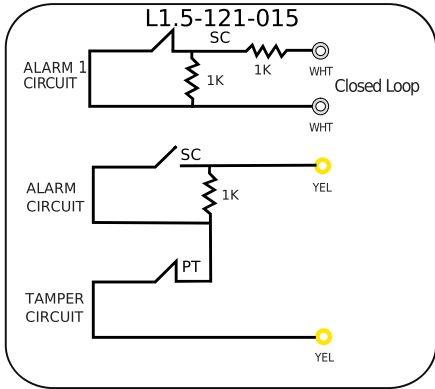 L1.5-121-015
SC
ALARM 1
CIRCUIT
1K
1K
WHT
Closed Loop
WHT
SC
ALARM
CIRCUIT
1K
YEL
PT
TAMPER
CIRCUIT
YEL